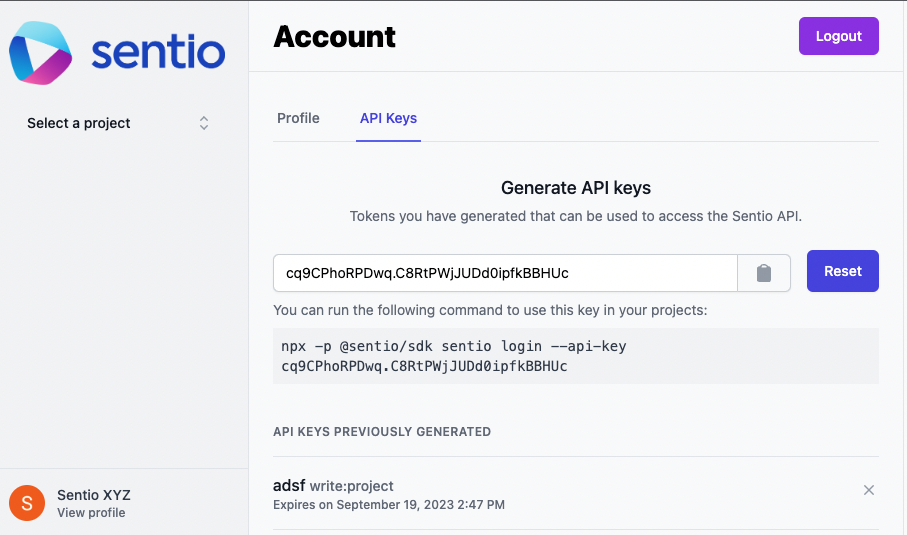 sentio
Select a project
Account
Logout
Profile
API Keys
Generate API keys
Tokens you have generated that can be used to access the Sentio API.
cq9CPhoRPDwq.C8RtPWjJUDd0ipfkBBHUc
Reset
You can run the following command to use this key in your projects:
npx -p @sentio/sdk sentio login --api-key
cq9CPhoRPDwq.C8RtPWjJUDd0ipfkBBHUc
API KEYS PREVIOUSLY GENERATED
adsf write:project
Expires on September 19, 2023 2:47 PM
S
Sentio XYZ
View profile